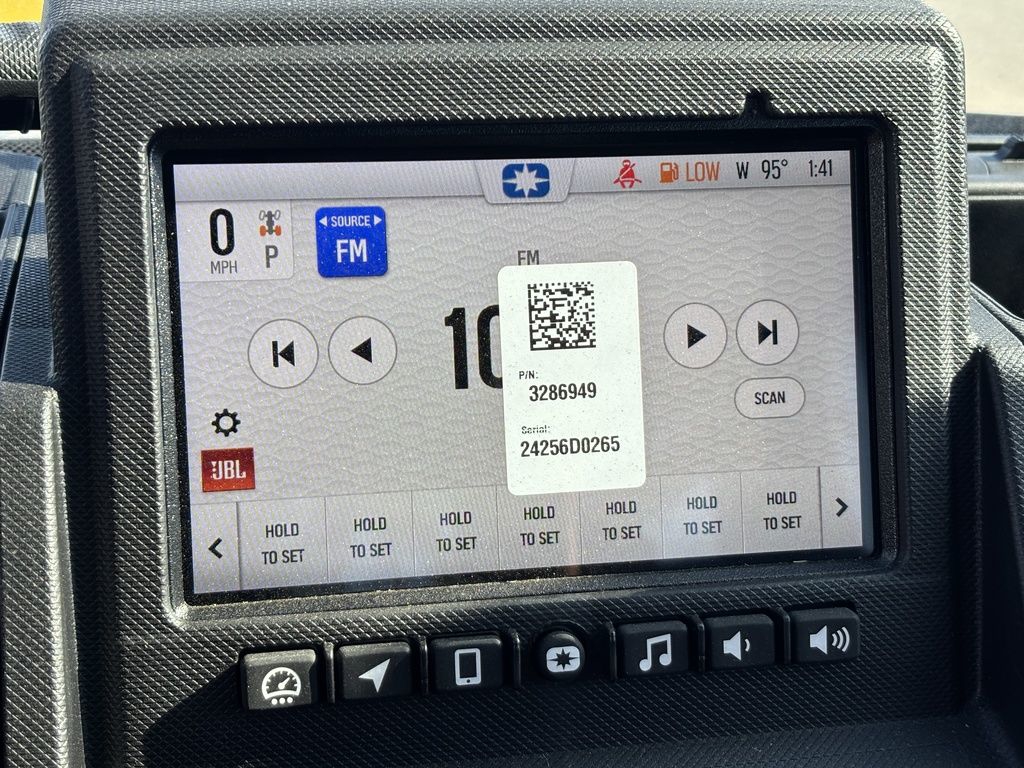 LOW W 95° 1:41
0
MPH
P
SOURCE
FM
FM
10
P/N:
3286949
Serial:
24256D0265
SCAN
JBL
HOLD
TO SET
HOLD
TO SET
HOLD
TO SET
HOLD
TO SET
HOLD
TO SET
HOLD
TO SET
HOLD
TO SET